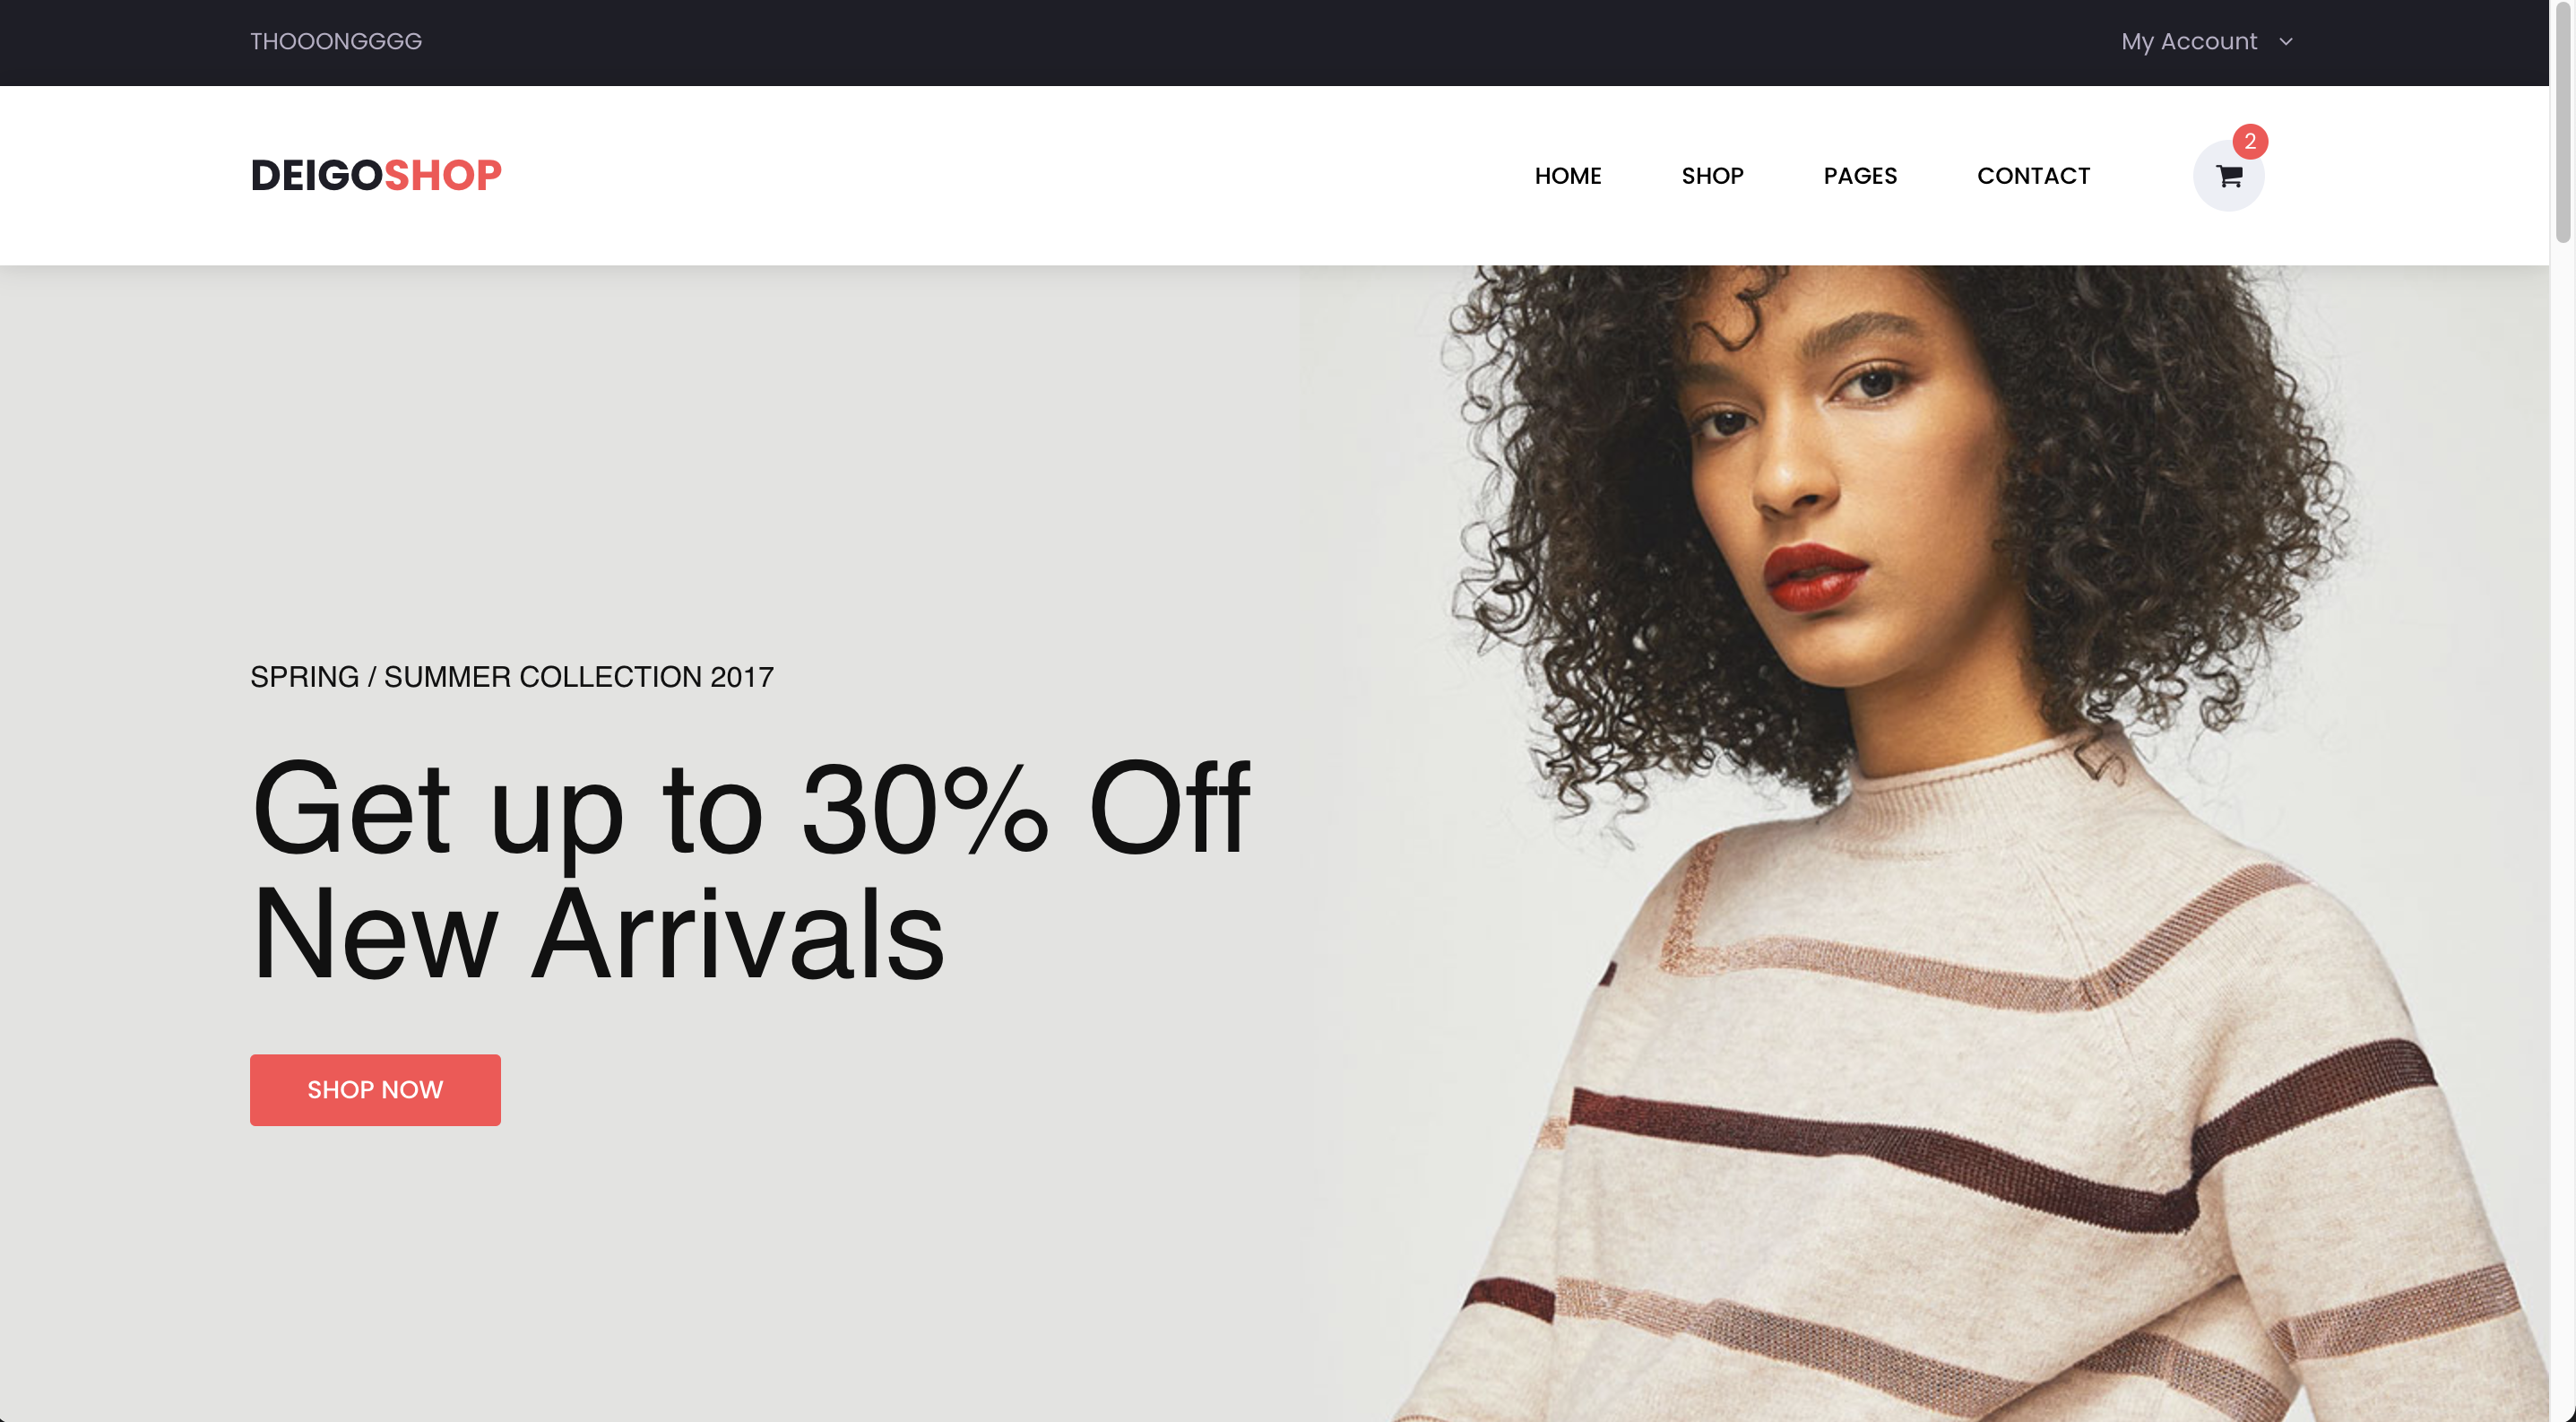 THOOONGGGG
My Account
DEIGOSHOP
HOME SHOP PAGES CONTACT
2
SPRING / SUMMER COLLECTION 2017
Get up to 30% Off
New Arrivals
SHOP NOW